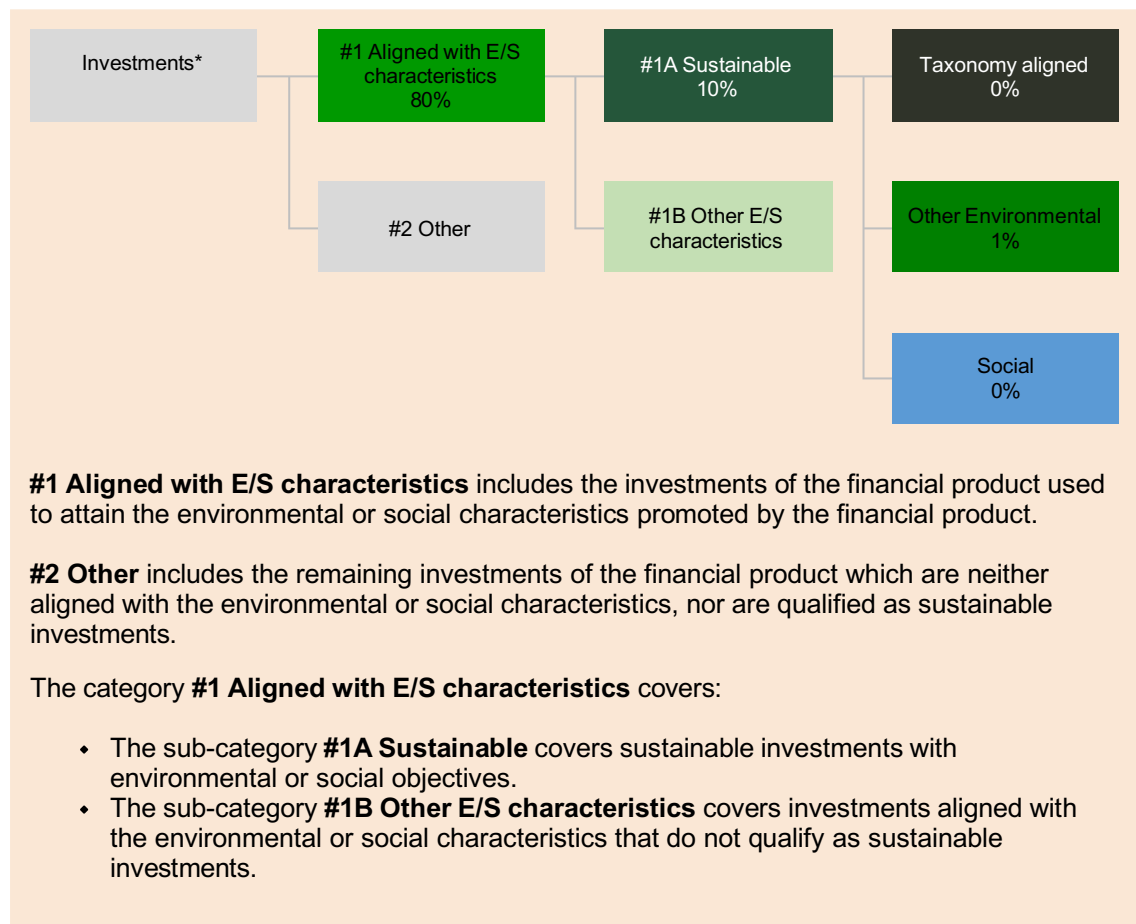 Investments*
#1 Aligned with E/S
characteristics
80%
#1A Sustainable
10%
Taxonomy aligned
0%
#2 Other
#1B Other E/S
characteristics
Other Environmental
1%
Social
0%
#1 Aligned with E/S characteristics includes the investments of the financial product used
to attain the environmental or social characteristics promoted by the financial product.
#2 Other includes the remaining investments of the financial product which are neither
aligned with the environmental or social characteristics, nor are qualified as sustainable
investments.
The category #1 Aligned with E/S characteristics covers:
• The sub-category #1A Sustainable covers sustainable investments with
environmental or social objectives.
• The sub-category #1B Other E/S characteristics covers investments aligned with
the environmental or social characteristics that do not qualify as sustainable
investments.